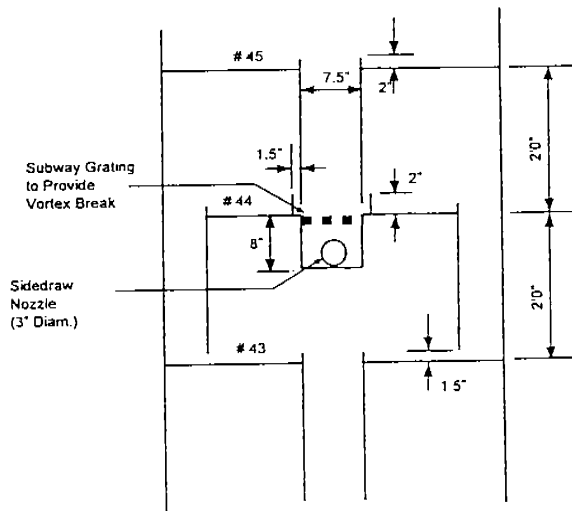 # 45
7.5"
2"
1.5"
2'0"
Subway Grating
to Provide
Vortex Break
# 44
2"
8"
Sidedraw
Nozzle
(3" Diam.)
2'0"
# 43
1 5"